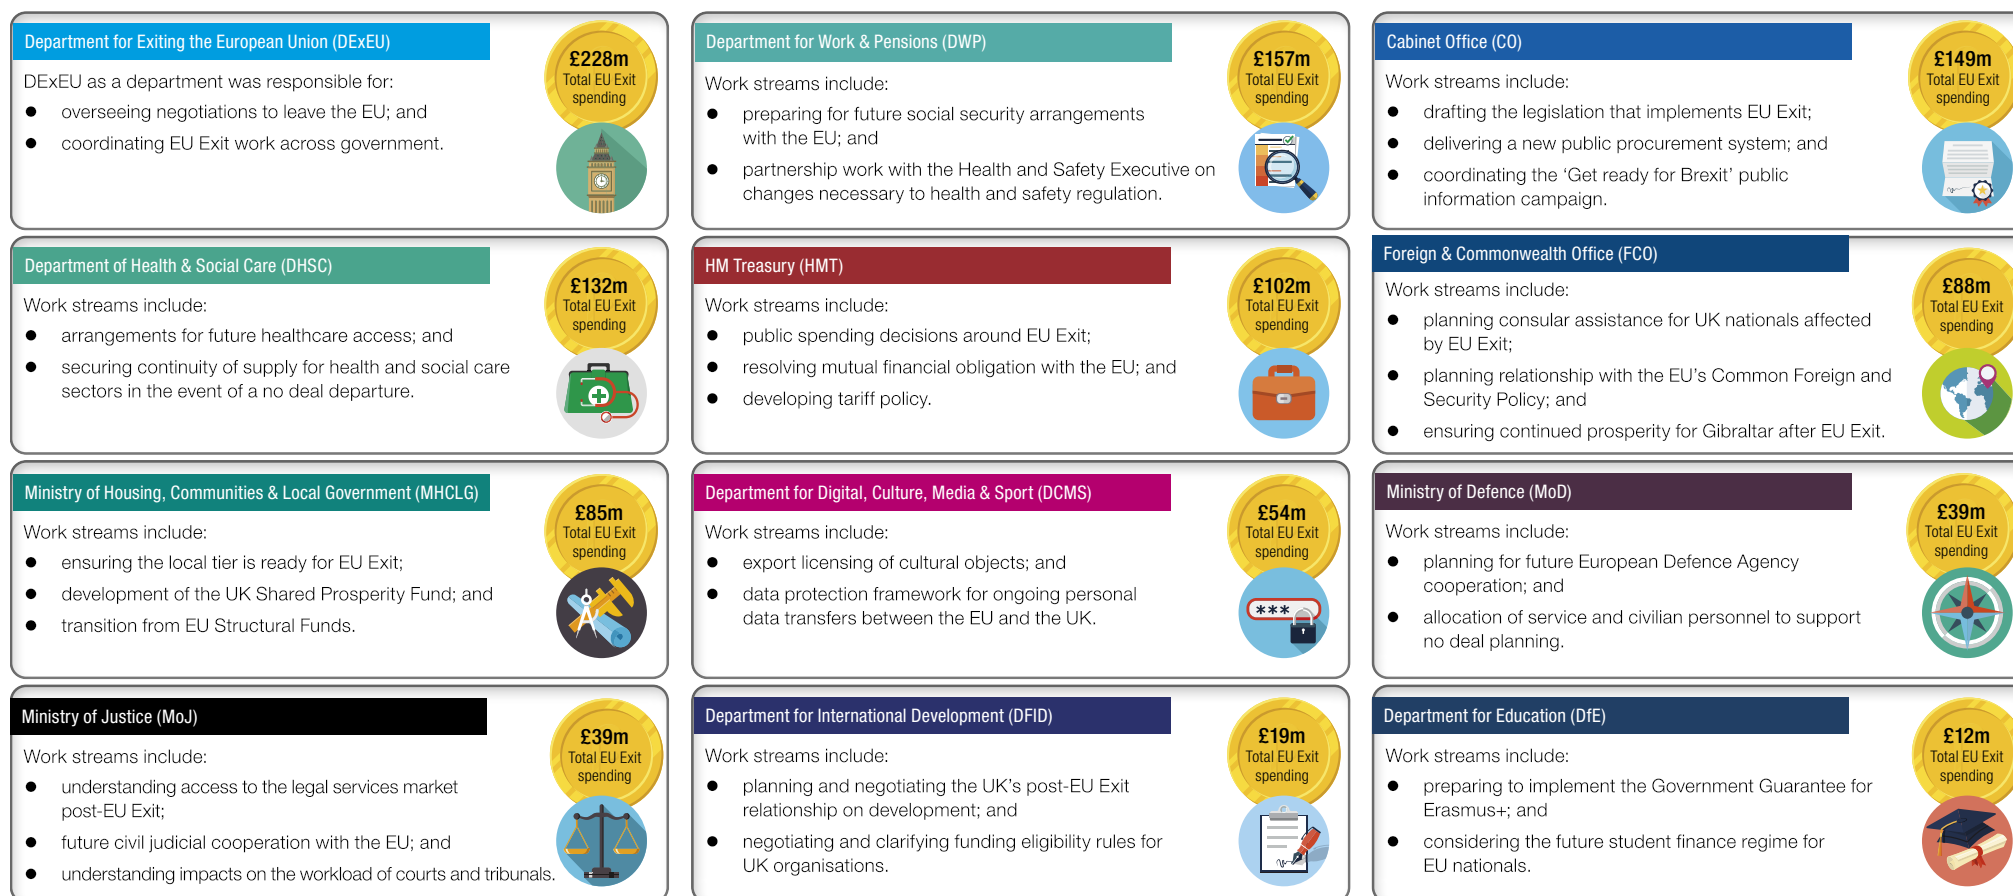 Department for Exiting the European Union (DExEU)
£228m
Total EU Exit
spending
DExEU as a department was responsible for:
● overseeing negotiations to leave the EU; and
● coordinating EU Exit work across government.
Department for Work & Pensions (DWP)
£157m
Total EU Exit
spending
Work streams include:
● preparing for future social security arrangements
with the EU; and
● partnership work with the Health and Safety Executive on
changes necessary to health and safety regulation.
Cabinet Office (CO)
£149m
Total EU Exit
spending
Work streams include:
● drafting the legislation that implements EU Exit;
● delivering a new public procurement system; and
● coordinating the ‘Get ready for Brexit’ public
information campaign.
Department of Health & Social Care (DHSC)
£132m
Total EU Exit
spending
Work streams include:
● arrangements for future healthcare access; and
● securing continuity of supply for health and social care
sectors in the event of a no deal departure.
HM Treasury (HMT)
£102m
Total EU Exit
spending
Work streams include:
● public spending decisions around EU Exit;
● resolving mutual financial obligation with the EU; and
● developing tariff policy.
Foreign & Commonwealth Office (FCO)
£88m
Total EU Exit
spending
Work streams include:
● planning consular assistance for UK nationals affected
by EU Exit;
● planning relationship with the EU’s Common Foreign and
Security Policy; and
● ensuring continued prosperity for Gibraltar after EU Exit.
Ministry of Housing, Communities & Local Government (MHCLG)
£85m
Total EU Exit
spending
Work streams include:
● ensuring the local tier is ready for EU Exit;
● development of the UK Shared Prosperity Fund; and
● transition from EU Structural Funds.
Department for Digital, Culture, Media & Sport (DCMS)
£54m
Total EU Exit
spending
Work streams include:
● export licensing of cultural objects; and
● data protection framework for ongoing personal
data transfers between the EU and the UK.
***
Ministry of Defence (MoD)
£39m
Total EU Exit
spending
Work streams include:
● planning for future European Defence Agency
cooperation; and
● allocation of service and civilian personnel to support
no deal planning.
Ministry of Justice (MoJ)
£39m
Total EU Exit
spending
Work streams include:
● understanding access to the legal services market
post-EU Exit;
● future civil judicial cooperation with the EU; and
● understanding impacts on the workload of courts and tribunals.
Department for International Development (DFID)
£19m
Total EU Exit
spending
Work streams include:
● planning and negotiating the UK’s post-EU Exit
relationship on development; and
● negotiating and clarifying funding eligibility rules for
UK organisations.
Department for Education (DfE)
£12m
Total EU Exit
spending
Work streams include:
● preparing to implement the Government Guarantee for
Erasmus+; and
● considering the future student finance regime for
EU nationals.